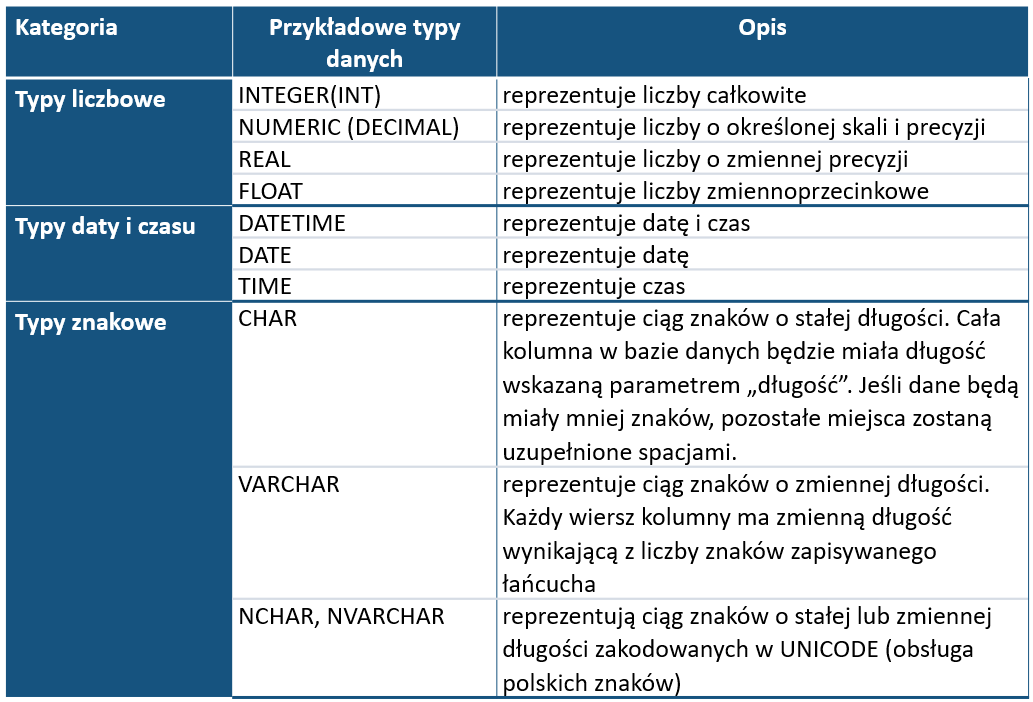 Kategoria
Przykładowe typy
danych
Opis
Typy liczbowe
INTEGER(INT)
reprezentuje liczby całkowite
NUMERIC (DECIMAL)
reprezentuje liczby o określonej skali i precyzji
REAL
reprezentuje liczby o zmiennej precyzji
FLOAT
reprezentuje liczby zmiennoprzecinkowe
Typy daty i czasu
DATETIME
reprezentuje datę i czas
DATE
reprezentuje datę
TIME
reprezentuje czas
Typy znakowe
CHAR
reprezentuje ciąg znaków o stałej długości. Cała
kolumna w bazie danych będzie miała długość
wskazaną parametrem „długość”. Jeśli dane będą
miały mniej znaków, pozostałe miejsca zostaną
uzupełnione spacjami.
VARCHAR
reprezentuje ciąg znaków o zmiennej długości.
Każdy wiersz kolumny ma zmienną długość
wynikającą z liczby znaków zapisywanego
łańcucha
NCHAR, NVARCHAR
reprezentują ciąg znaków o stałej lub zmiennej
długości zakodowanych w UNICODE (obsługa
polskich znaków)